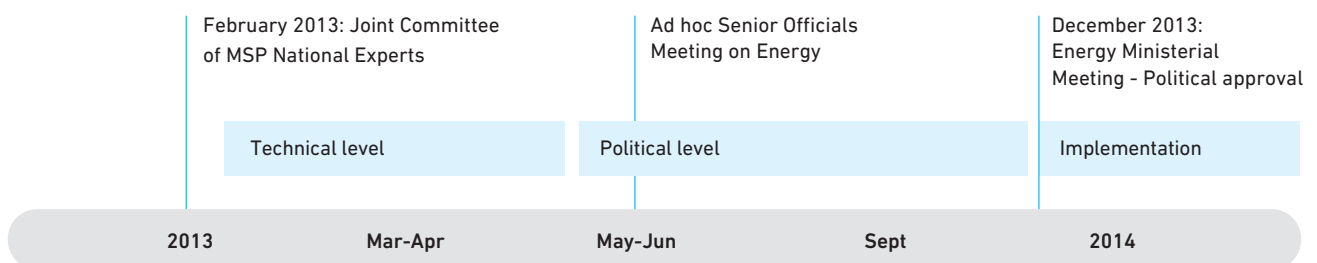 February 2013: Joint Committee
of MSP National Experts
Ad hoc Senior Officials
Meeting on Energy
December 2013:
Energy Ministerial
Meeting - Political approval
Technical level
Political level
Implementation
2013
Mar-Apr
May-Jun
Sept
2014